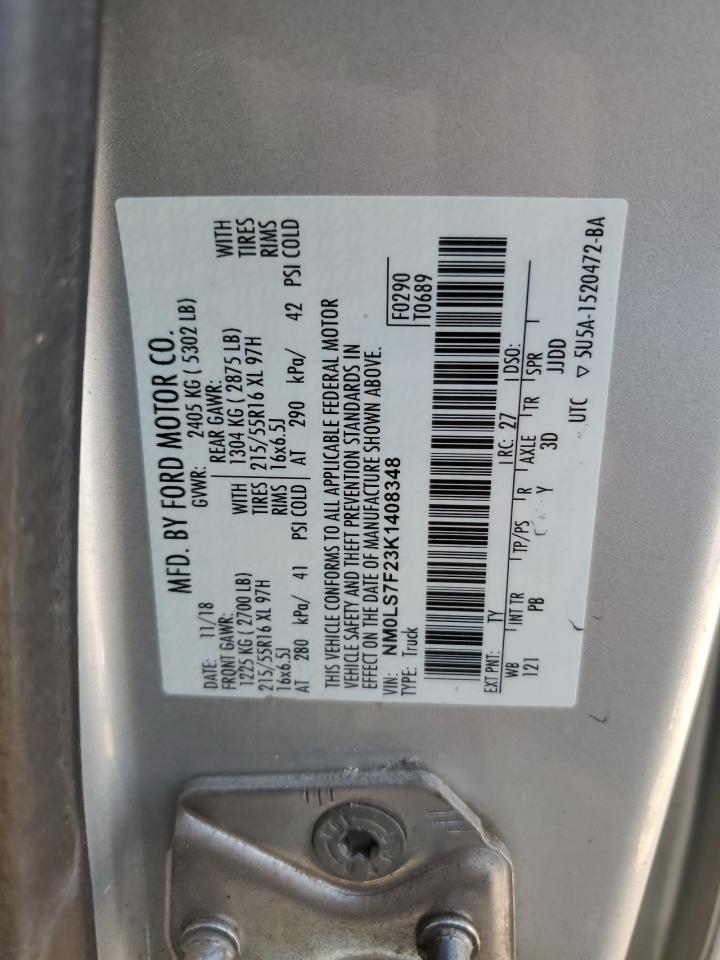 MFD. BY FORD MOTOR CO.
DATE: 11/18 GVWR: 2405 KG ( 5302 LB)
FRONT GAWR: REAR GAWR:
1225 KG ( 2700 LB) WITH 1304 KG ( 2875 LB) WITH
215/55R16 XL 97H TIRES 215/55R16 XL 97H TIRES
16x6.5J RIMS 16x6.5J RIMS
AT 280 kPa/ 41 PSI COLD AT 290 kPa/ 42 PSI COLD
THIS VEHICLE CONFORMS TO ALL APPLICABLE FEDERAL MOTOR
VEHICLE SAFETY AND THEFT PREVENTION STANDARDS IN
EFFECT ON THE DATE OF MANUFACTURE SHOWN ABOVE.
VIN: NM0LS7F23K1408348 F0290
TYPE: Truck T0689
EXT PNT: TY RC: 27 DSO:
WB INT TR TP/PS R AXLE TR SPR
121 PB Y 3D JJDD
UTC ▽ 5U5A-1520472-BA